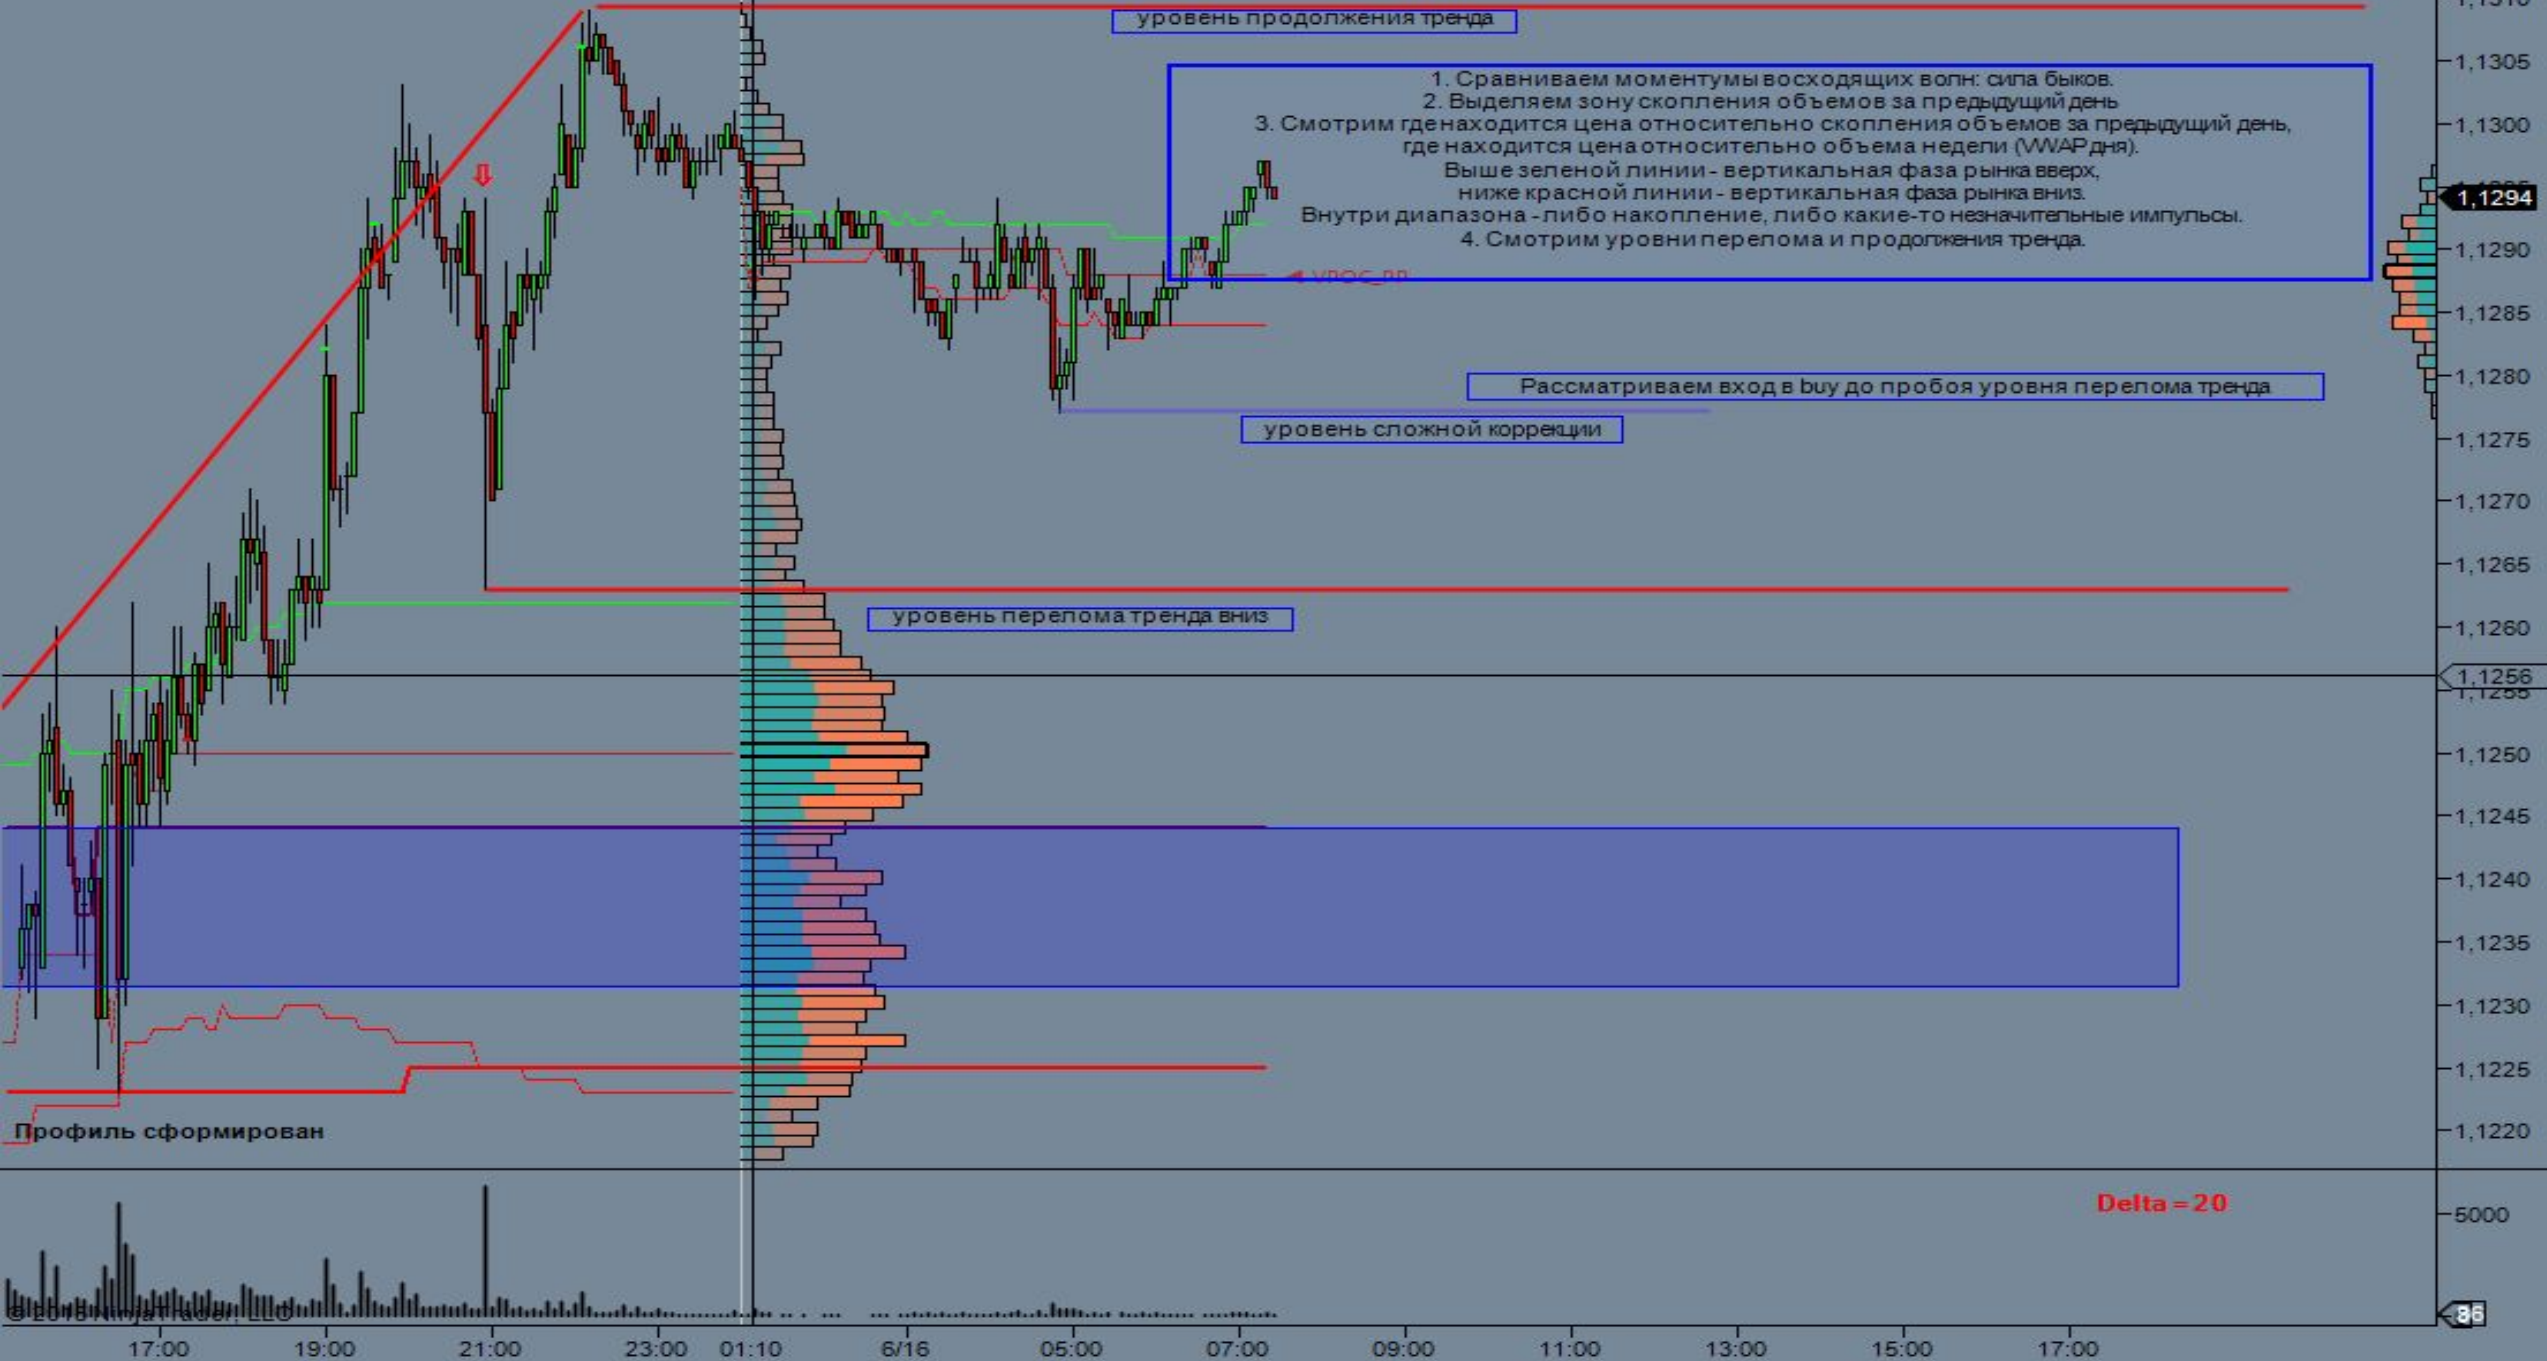 1,1310
уровень продолжения тренда
1,1305
1. Сравниваем моментумы восходящих волн: сила быков.
2. Выделяем зону скопления объемов за предыдущий день
3. Смотрим где находится цена относительно скопления объемов за предыдущий день,
где находится цена относительно объема недели (VWAP дня).
Выше зеленой линии - вертикальная фаза рынка вверх,
ниже красной линии - вертикальная фаза рынка вниз.
Внутри диапазона - либо накопление, либо какие-то незначительные импульсы.
4. Смотрим уровни перелома и продолжения тренда.
1,1300
1,1294
1,1290
1,1285
1,1280
Рассматриваем вход в buy до пробоя уровня перелома тренда
уровень сложной коррекции
1,1275
1,1270
1,1265
уровень перелома тренда вниз
1,1260
1,1256
1,1255
1,1250
1,1245
1,1240
1,1235
1,1230
1,1225
Профиль сформирован
1,1220
Delta = 20
5000
© 2018 NinjaTrader, LLC
17:00 19:00 21:00 23:00 01:10 6/16 05:00 07:00 09:00 11:00 13:00 15:00 17:00